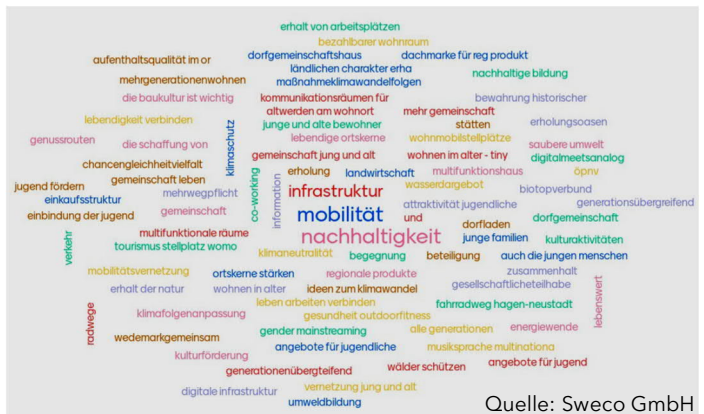 erhalt von arbeitsplätzen
bezahlbarer wohnraum
aufenthaltsqualität im or
dorfgemeinschaftshaus
dachmarke für reg produkt
ländlichen charakter erha
nachhaltige bildung
mehrgenerationenwohnen
maßnahmeklimawandelfolgen
die baukultur ist wichtig
kommunikationsräumen für
bewahrung historischer
altwerden am wohnort
mehr gemeinschaft
lebendigkeit verbinden
junge und alte bewohner
stätten
erholungsoasen
genussrouten
die schaffung von
klimaschutz
lebendige ortskerne
wohnmobilstellplätze
saubere umwelt
gemeinschaft jung und alt
wohnen im alter - tiny
digitalmeetsanalog
chancengleichheitvielfalt
erholung
landwirtschaft
multifunktionshaus
öpnv
gemeinschaft leben
jugend fördern
mehrwegpflicht
co-working
information
infrastruktur
wasserdargebot
biotopverbund
einkaufsstruktur
attraktivität jugendliche
generationsübergreifend
einbindung der jugend
gemeinschaft
mobilität
und
dorfgemeinschaft
multifunktionale räume
dorfladen
verkehr
tourismus stellplatz womo
nachhaltigkeit
junge familien
kulturaktivitäten
klimaneutralität
begegnung
beteiligung
auch die jungen menschen
mobilitätsvernetzung
ortskerne stärken
regionale produkte
zusammenhalt
erhalt der natur
wohnen in alter
ideen zum klimawandel
gesellschaftlicheteilhabe
lebenswert
radwege
leben arbeiten verbinden
fahrradweg hagen-neustadt
klimafolgenanpassung
gesundheit outdoorfitness
gender mainstreaming
alle generationen
energiewende
wedemarkgemeinsam
angebote für jugendliche
musiksprache multinationa
kulturförderung
generationenübergteifend
wälder schützen
angebote für jugend
digitale infrastruktur
vernetzung jung und alt
umweldbildung
Quelle: Sweco GmbH